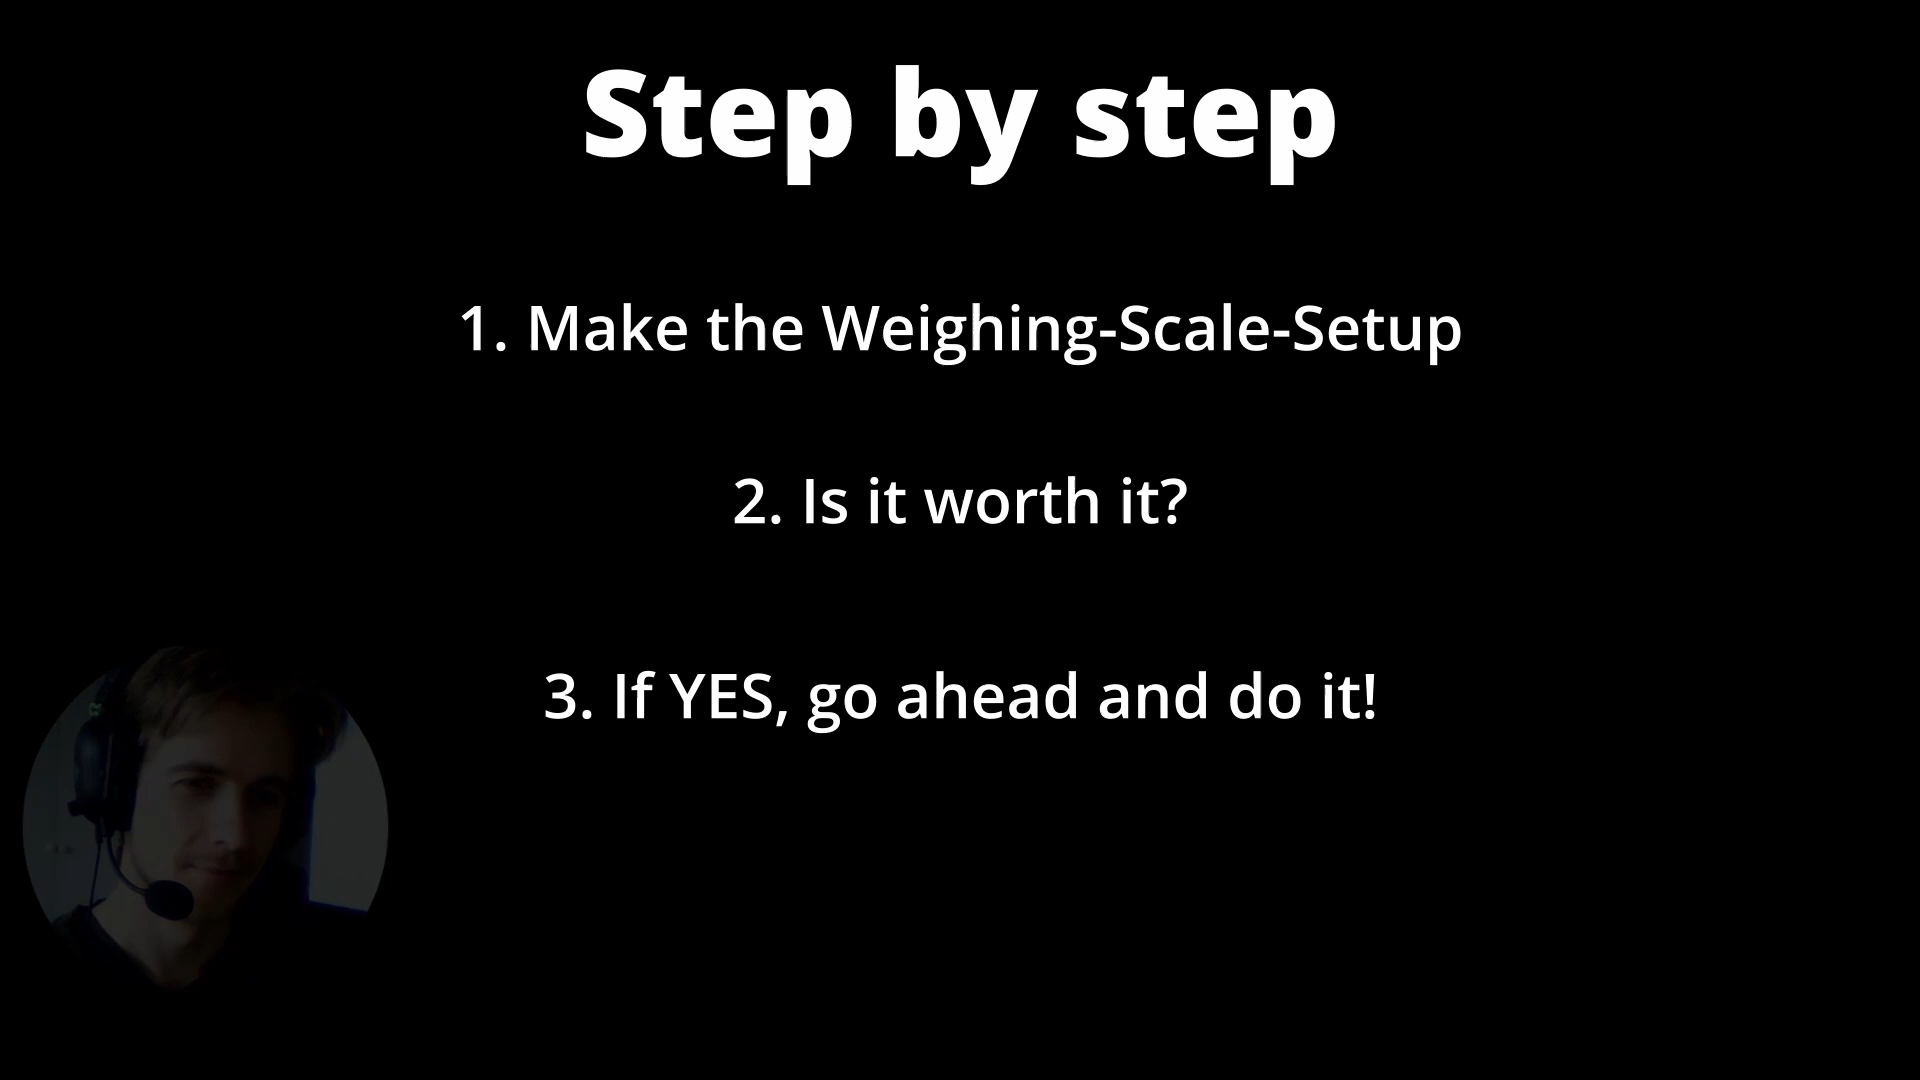 Step by step
1. Make the Weighing-Scale-Setup
2. Is it worth it?
3. If YES, go ahead and do it!